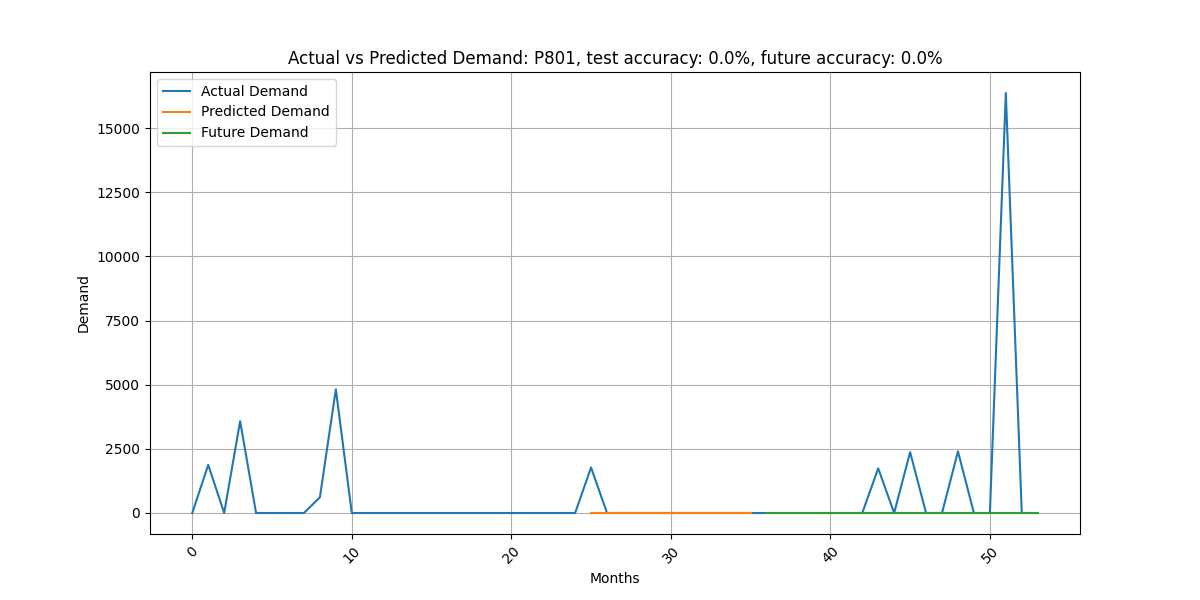 Actual vs Predicted Demand: P801, test accuracy: 0.0%, future accuracy: 0.0%
Actual Demand
Predicted Demand
Future Demand
15000
12500
10000
7500
5000
2500
0
Demand
0
10
20
30
40
50
Months